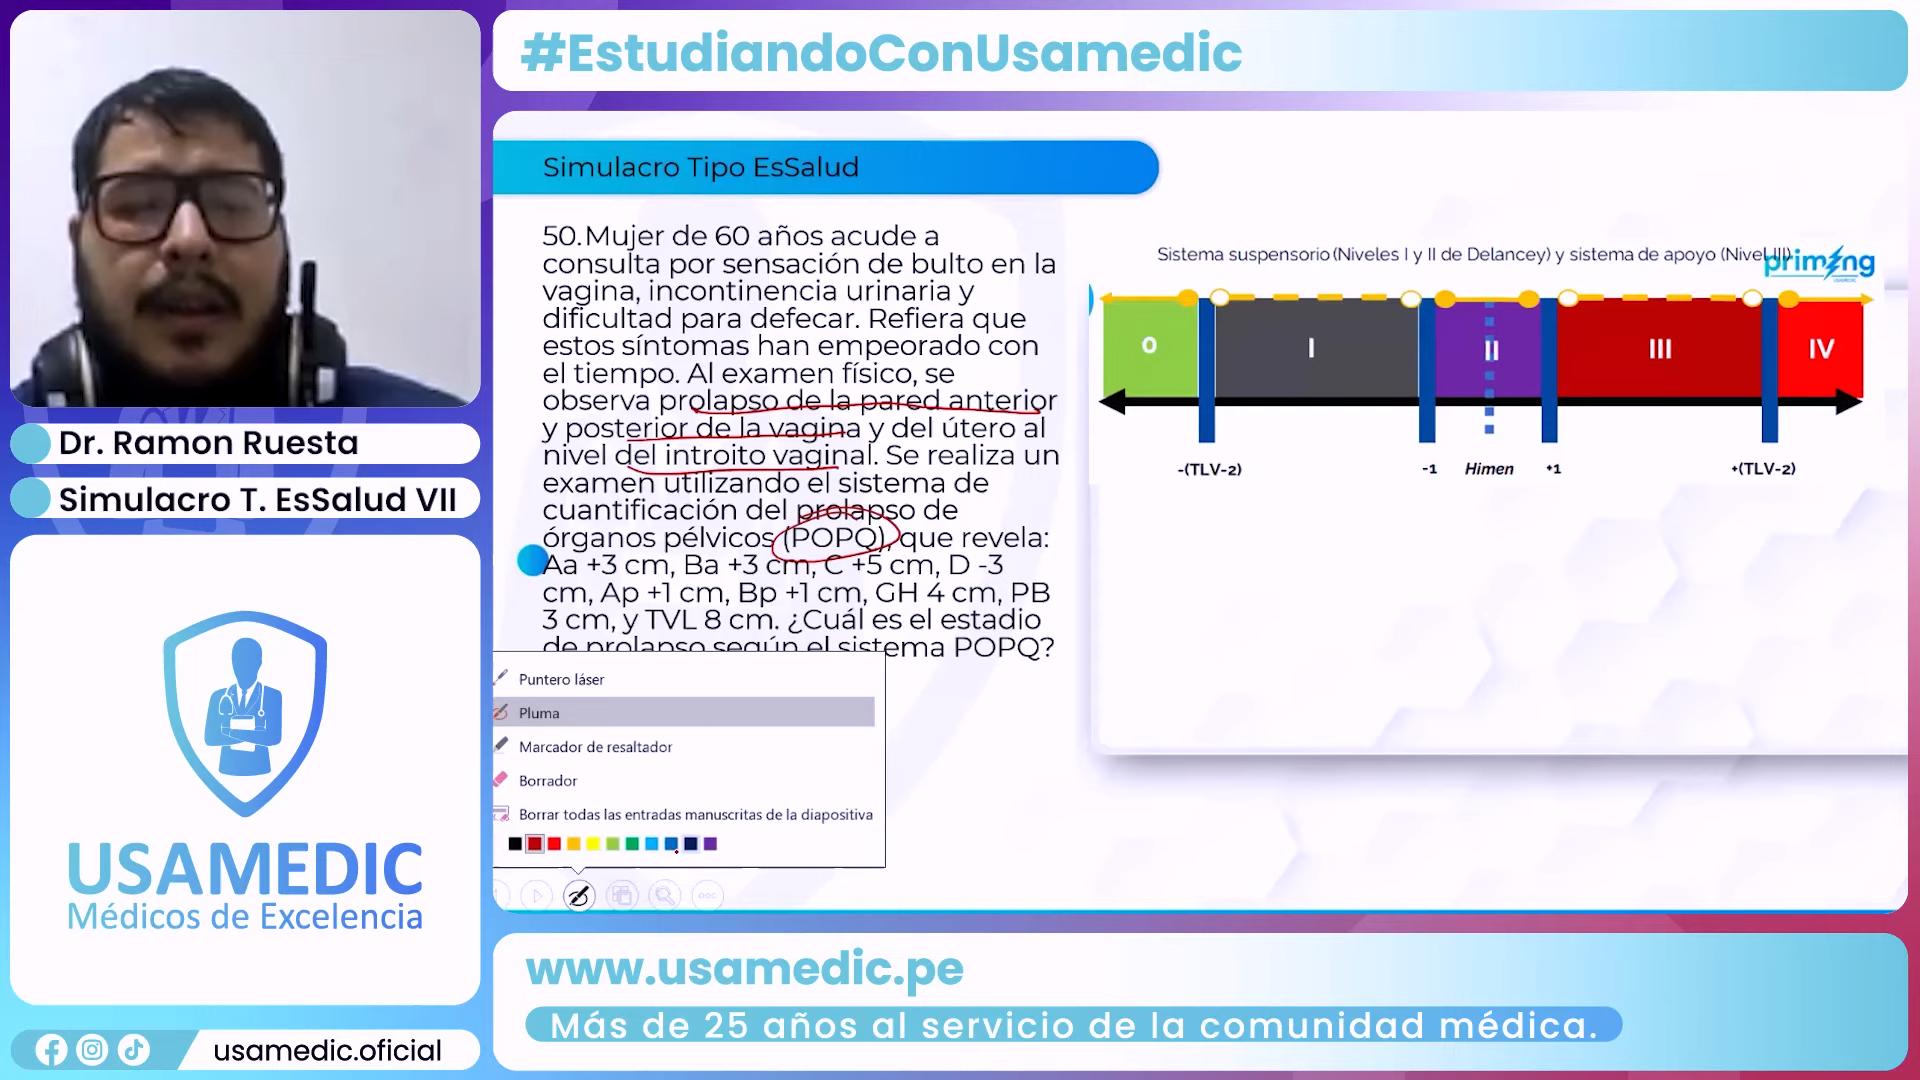 #EstudiandoConUsamedic
Simulacro Tipo EsSalud
50.Mujer de 60 años acude a
consulta por sensación de bulto en la
vagina, incontinencia urinaria y
dificultad para defecar. Refiera que
estos síntomas han empeorado con
el tiempo. Al examen físico, se
observa prolapso de la pared anterior
y posterior de la vagina y del útero al
nivel del introito vaginal. Se realiza un
examen utilizando el sistema de
cuantificación del prolapso de
órganos pélvicos (POPQ), que revela:
Aa +3 cm, Ba +3 cm, C +5 cm, D -3
cm, Ap +1 cm, Bp +1 cm, GH 4 cm, PB
3 cm, y TVL 8 cm. ¿Cuál es el estadio
de prolapso según el sistema POPQ?
Puntero láser
Pluma
Marcador de resaltador
Borrador
Borrar todas las entradas manuscritas de la diapositiva
Sistema suspensorio (Niveles I y II de Delancey) y sistema de apoyo (Nivel III)
priming
USAMEDIC
0
I
II
III
IV
-(TLV-2)
-1
Himen
+1
+(TLV-2)
Dr. Ramon Ruesta
Simulacro T. EsSalud VII
USAMEDIC
Médicos de Excelencia
usamedic.oficial
www.usamedic.pe
Más de 25 años al servicio de la comunidad médica.